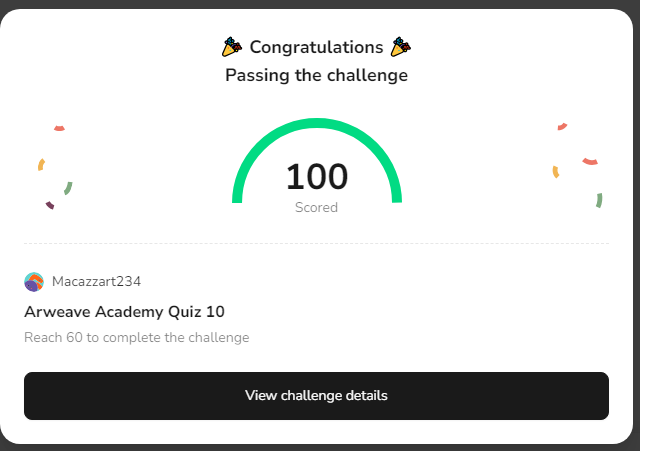 🎉 Congratulations 🎉
Passing the challenge
100
Scored
Macazzart234
Arweave Academy Quiz 10
Reach 60 to complete the challenge
View challenge details